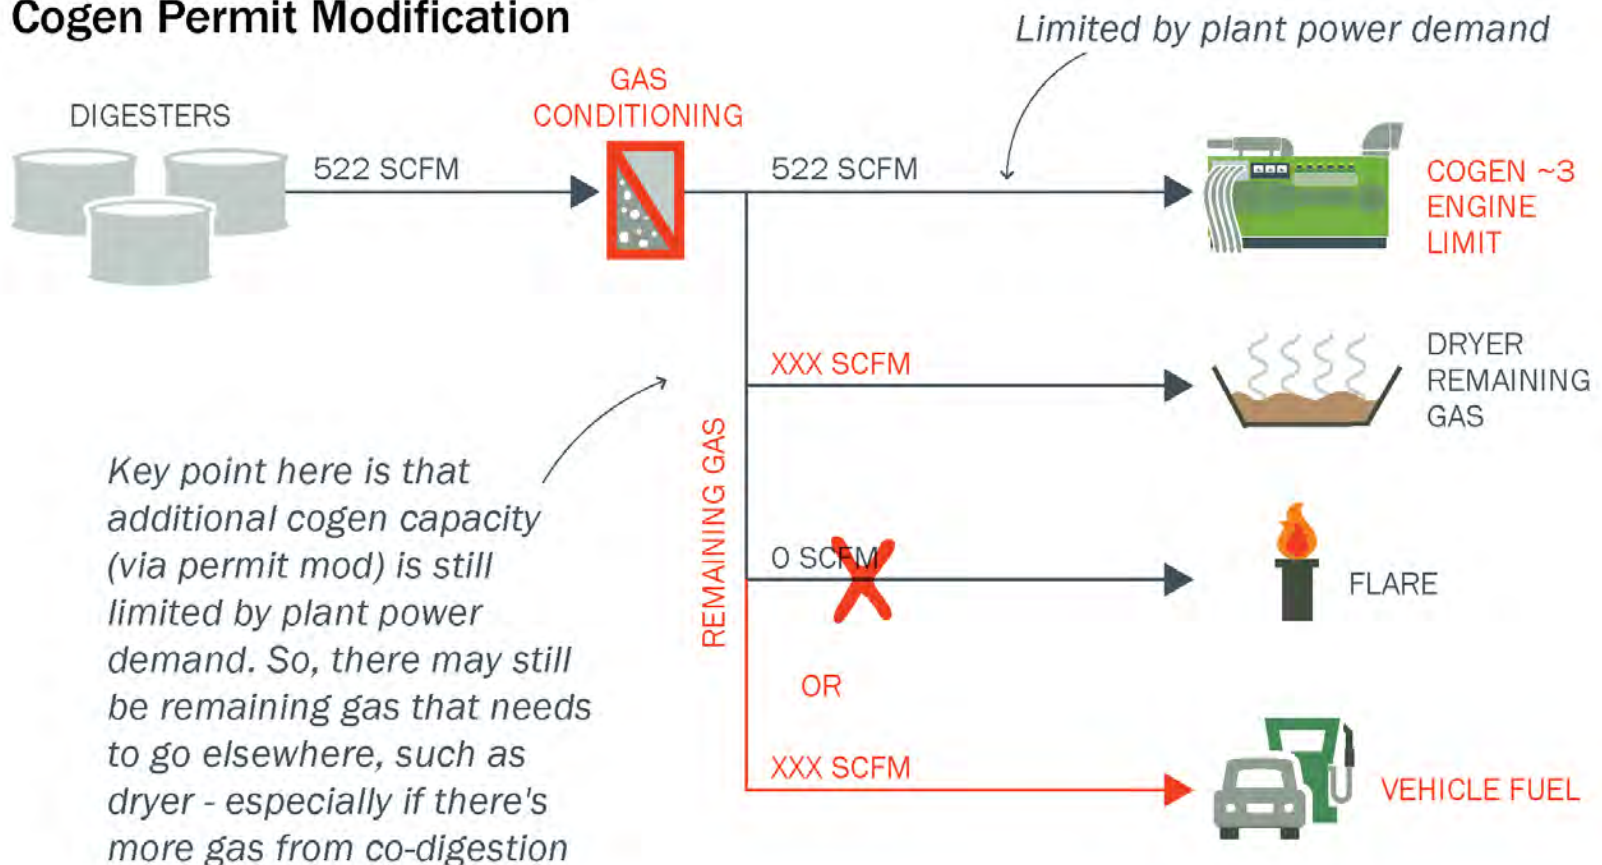 Cogen Permit Modification
Limited by plant power demand
DIGESTERS
522 SCFM
GAS
CONDITIONING
522 SCFM
COGEN ~3
ENGINE
LIMIT
XXX SCFM
DRYER
REMAINING
GAS
REMAINING GAS
Key point here is that
additional cogen capacity
(via permit mod) is still
limited by plant power
demand. So, there may still
be remaining gas that needs
to go elsewhere, such as
dryer - especially if there's
more gas from co-digestion
0 SCFM
FLARE
OR
XXX SCFM
VEHICLE FUEL